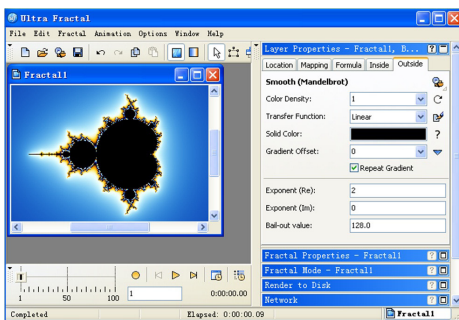 Ultra Fractal
File Edit Fractal Animation Options Window Help
Fractal1
Layer Properties - Fractal1, B...
Location Mapping Formula Inside Outside
Smooth (Mandelbrot)
Color Density: 1
Transfer Function: Linear
Solid Color:
Gradient Offset: 0
Repeat Gradient
Exponent (Re): 2
Exponent (Im): 0
Bail-out value: 128.0
Fractal Properties - Fractal1
Fractal Mode - Fractal1
Render to Disk
Network
1 50 100
1 0:00:00.00
Completed Elapsed: 0:00:00.09 Fractal1